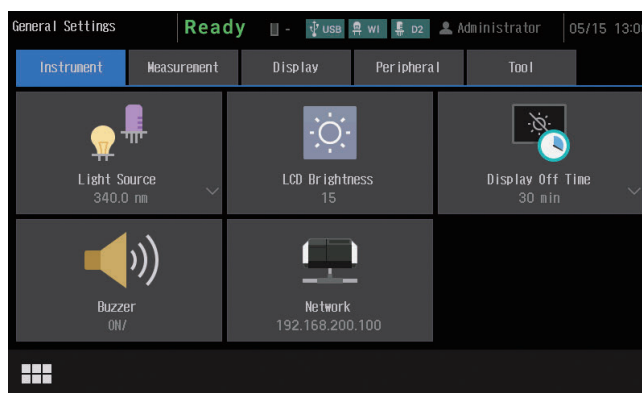 General Settings Ready - USB WI D2 Administrator 05/15 13:0
Instrument Measurement Display Peripheral Tool
Light Source LCD Brightness Display Off Time
340.0 nm 15 30 min
Buzzer Network
ON/ 192.168.200.100